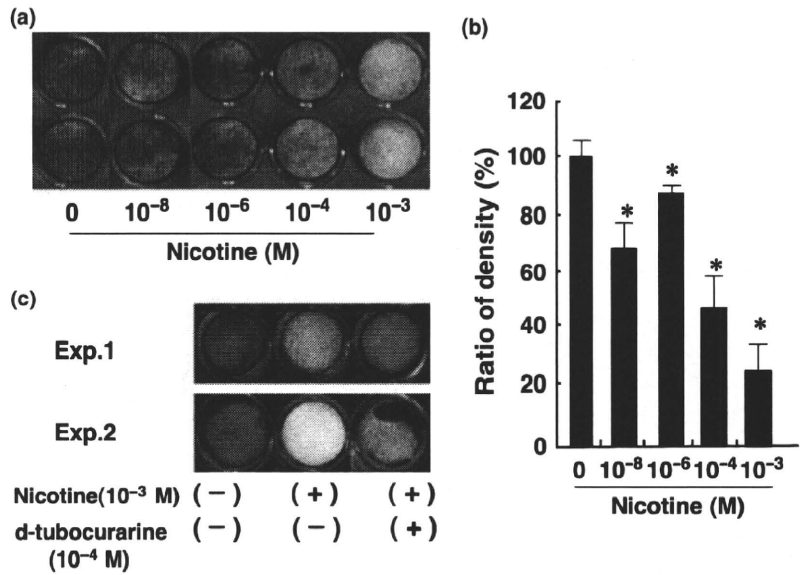 (a)
0 10⁻⁸ 10⁻⁶ 10⁻⁴ 10⁻³
Nicotine (M)
(b)
Ratio of density (%)
120
100
80
60
40
20
0
* * * *
0 10⁻⁸ 10⁻⁶ 10⁻⁴ 10⁻³
Nicotine (M)
(c)
Exp.1
Exp.2
Nicotine(10⁻³ M) (−) (+) (+)
d-tubocurarine (−) (−) (+)
(10⁻⁴ M)